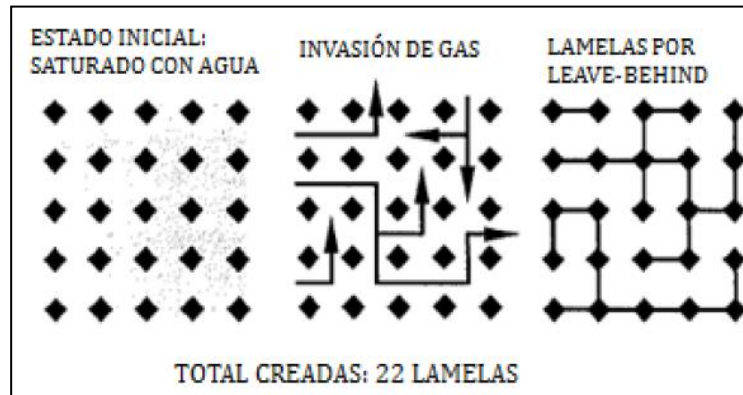 ESTADO INICIAL:
SATURADO CON AGUA
INVASIÓN DE GAS
LAMELAS POR
LEAVE-BEHIND
TOTAL CREADAS: 22 LAMELAS